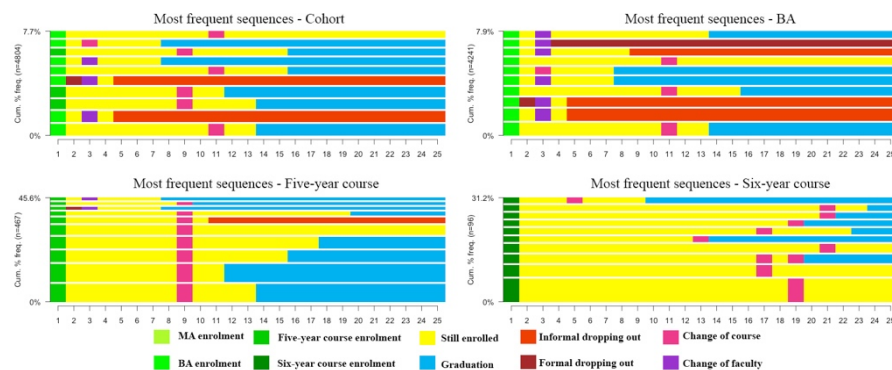 Most frequent sequences - Cohort
7.7%
Cum. % freq. (n=4804)
0%
1 2 3 4 5 6 7 8 9 10 11 12 13 14 15 16 17 18 19 20 21 22 23 24 25
Most frequent sequences - BA
7.9%
Cum. % freq. (n=4241)
0%
1 2 3 4 5 6 7 8 9 10 11 12 13 14 15 16 17 18 19 20 21 22 23 24 25
Most frequent sequences - Five-year course
45.6%
Cum. % freq. (n=467)
0%
1 2 3 4 5 6 7 8 9 10 11 12 13 14 15 16 17 18 19 20 21 22 23 24 25
Most frequent sequences - Six-year course
31.2%
Cum. % freq. (n=96)
0%
1 2 3 4 5 6 7 8 9 10 11 12 13 14 15 16 17 18 19 20 21 22 23 24 25
MA enrolment Five-year course enrolment Still enrolled Informal dropping out Change of course
BA enrolment Six-year course enrolment Graduation Formal dropping out Change of faculty